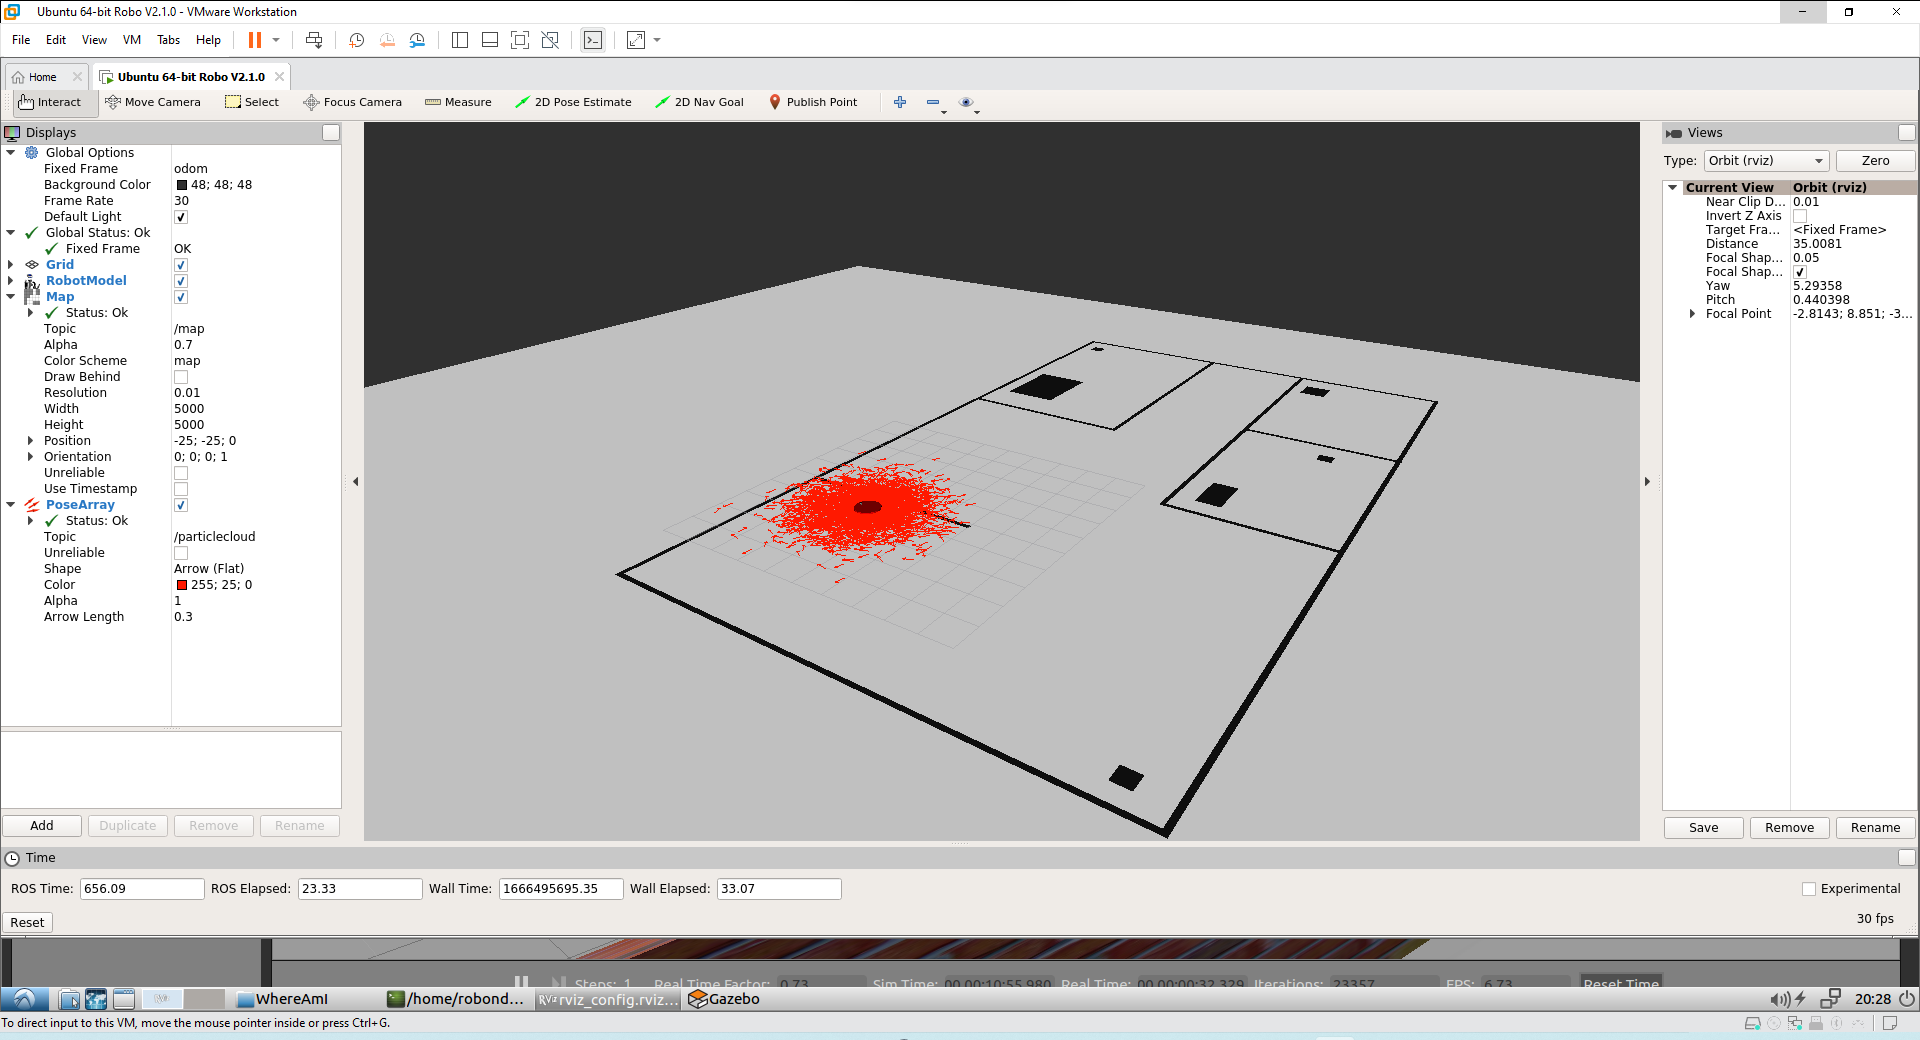 Ubuntu 64-bit Robo V2.1.0 - VMware Workstation
File Edit View VM Tabs Help
Home Ubuntu 64-bit Robo V2.1.0
Interact Move Camera Select Focus Camera Measure 2D Pose Estimate 2D Nav Goal Publish Point
Displays
Global Options
Fixed Frame odom
Background Color 48; 48; 48
Frame Rate 30
Default Light
Global Status: Ok
Fixed Frame OK
Grid
RobotModel
Map
Status: Ok
Topic /map
Alpha 0.7
Color Scheme map
Draw Behind
Resolution 0.01
Width 5000
Height 5000
Position -25; -25; 0
Orientation 0; 0; 0; 1
Unreliable
Use Timestamp
PoseArray
Status: Ok
Topic /particlecloud
Unreliable
Shape Arrow (Flat)
Color 255; 25; 0
Alpha 1
Arrow Length 0.3
Add Duplicate Remove Rename
Views
Type: Orbit (rviz) Zero
Current View Orbit (rviz)
Near Clip D... 0.01
Invert Z Axis
Target Fra... <Fixed Frame>
Distance 35.0081
Focal Shap... 0.05
Focal Shap...
Yaw 5.29358
Pitch 0.440398
Focal Point -2.8143; 8.851; -3...
Save Remove Rename
Time
ROS Time: 656.09 ROS Elapsed: 23.33 Wall Time: 1666495695.35 Wall Elapsed: 33.07 Experimental
Reset 30 fps
Steps: 1 Real Time Factor: 0.73 Sim Time: 00 00:10:55.980 Real Time: 00 00:00:32.329 Iterations: 23357 FPS: 6.73 Reset Time
RViz WhereAmI /home/robond... RViz rviz_config.rviz... Gazebo 20:28
To direct input to this VM, move the mouse pointer inside or press Ctrl+G.